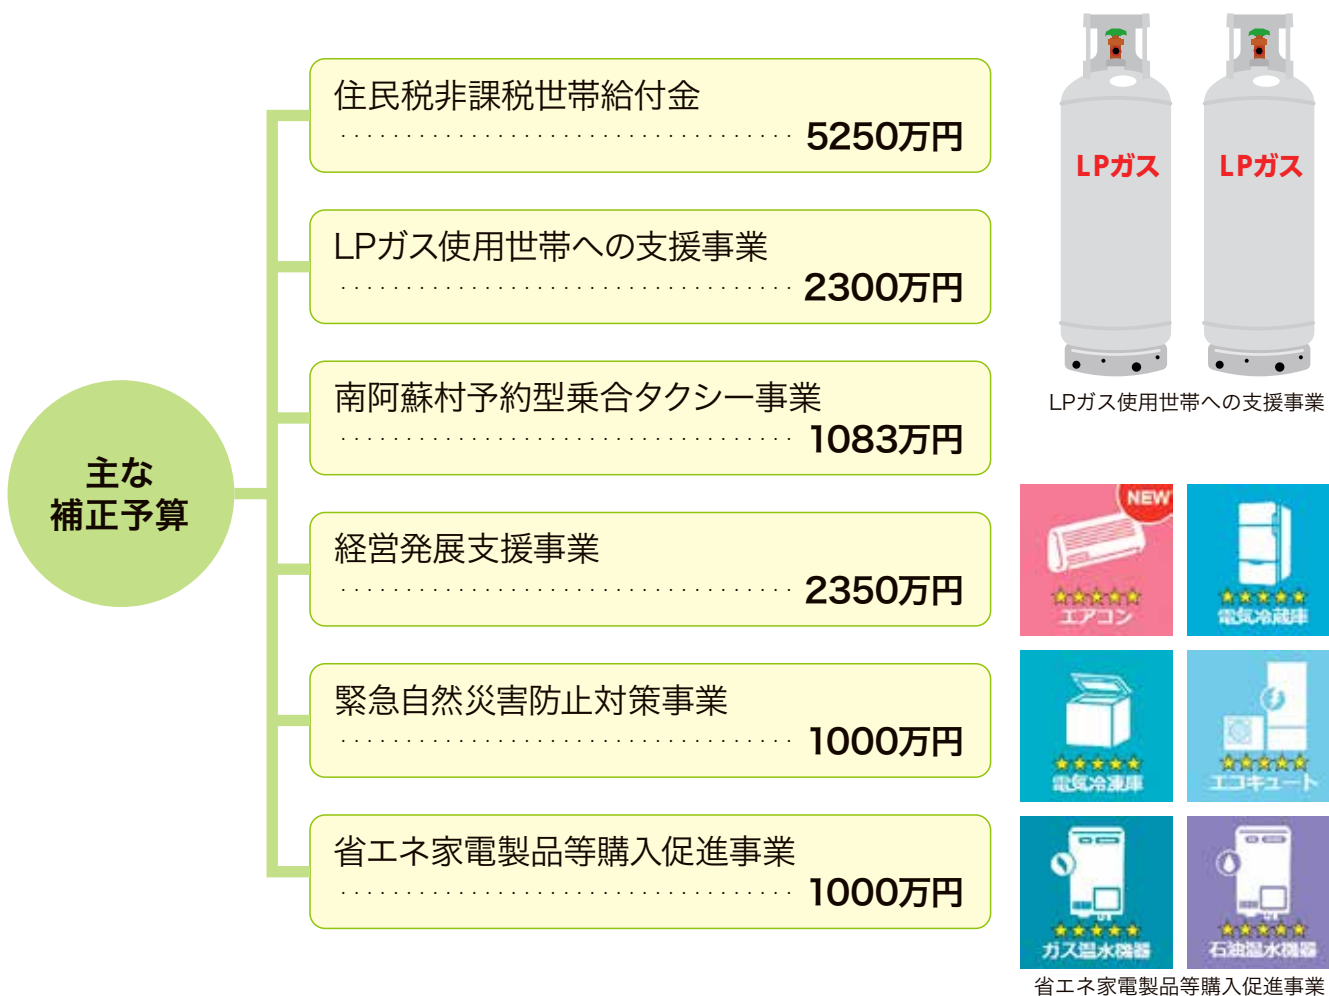 主な
補正予算
住民税非課税世帯給付金
5250万円
LPガス使用世帯への支援事業
2300万円
南阿蘇村予約型乗合タクシー事業
1083万円
経営発展支援事業
2350万円
緊急自然災害防止対策事業
1000万円
省エネ家電製品等購入促進事業
1000万円
LPガス
LPガス
LPガス使用世帯への支援事業
NEW
エアコン
電気冷蔵庫
電気冷凍庫
エコキュート
ガス温水機器
石油温水機器
省エネ家電製品等購入促進事業